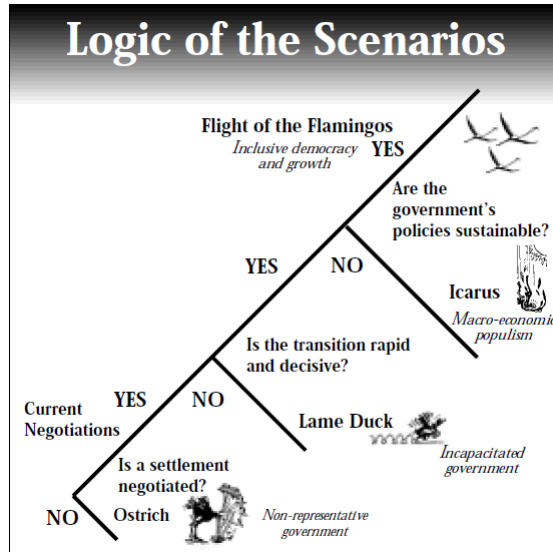 Logic of the Scenarios
Flight of the Flamingos
Inclusive democracy
and growth
YES
Are the
government's
policies sustainable?
YES
NO
Icarus
Macro-economic
populism
Is the transition rapid
and decisive?
YES
NO
Current
Negotiations
Lame Duck
Incapacitated
government
Is a settlement
negotiated?
NO
Ostrich
Non-representative
government